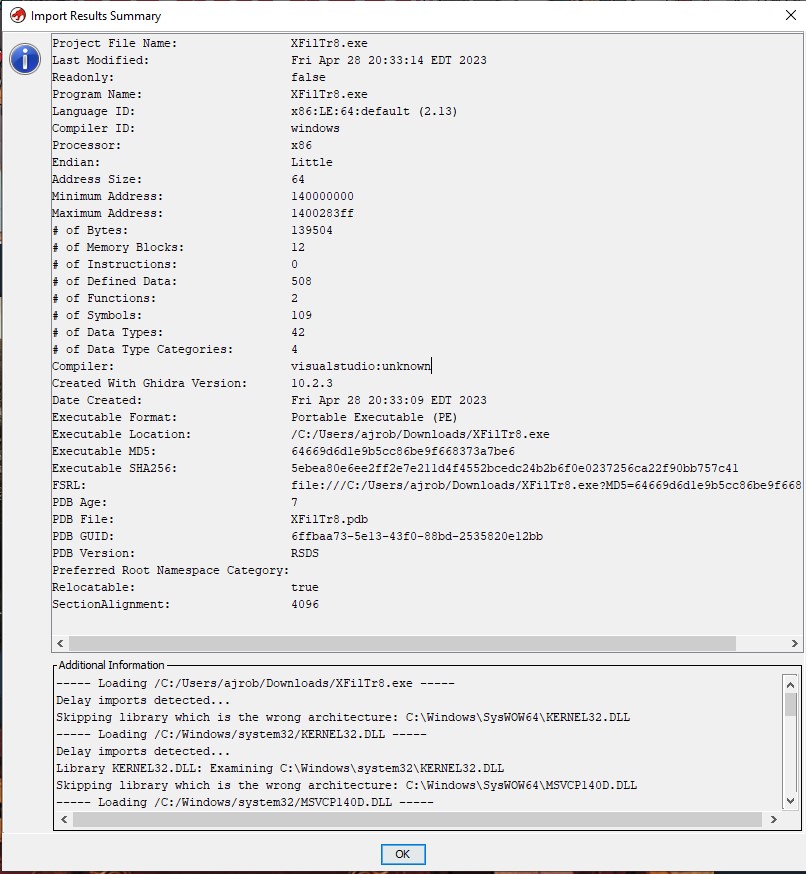 Import Results Summary
Project File Name: XFilTr8.exe
Last Modified: Fri Apr 28 20:33:14 EDT 2023
Readonly: false
Program Name: XFilTr8.exe
Language ID: x86:LE:64:default (2.13)
Compiler ID: windows
Processor: x86
Endian: Little
Address Size: 64
Minimum Address: 140000000
Maximum Address: 1400283ff
# of Bytes: 139504
# of Memory Blocks: 12
# of Instructions: 0
# of Defined Data: 508
# of Functions: 2
# of Symbols: 109
# of Data Types: 42
# of Data Type Categories: 4
Compiler: visualstudio:unknown
Created With Ghidra Version: 10.2.3
Date Created: Fri Apr 28 20:33:09 EDT 2023
Executable Format: Portable Executable (PE)
Executable Location: /C:/Users/ajrob/Downloads/XFilTr8.exe
Executable MD5: 64669d6d1e9b5cc86be9f668373a7be6
Executable SHA256: 5ebea80e6ee2ff2e7e211d4f4552bcedc24b2b6f0e0237256ca22f90bb757c41
FSRL: file:///C:/Users/ajrob/Downloads/XFilTr8.exe?MD5=64669d6d1e9b5cc86be9f668
PDB Age: 7
PDB File: XFilTr8.pdb
PDB GUID: 6ffbaa73-5e13-43f0-88bd-2535820e12bb
PDB Version: RSDS
Preferred Root Namespace Category:
Relocatable: true
SectionAlignment: 4096
Additional Information
----- Loading /C:/Users/ajrob/Downloads/XFilTr8.exe -----
Delay imports detected...
Skipping library which is the wrong architecture: C:\Windows\SysWOW64\KERNEL32.DLL
----- Loading /C:/Windows/system32/KERNEL32.DLL -----
Delay imports detected...
Library KERNEL32.DLL: Examining C:\Windows\system32\KERNEL32.DLL
Skipping library which is the wrong architecture: C:\Windows\SysWOW64\MSVCP140D.DLL
----- Loading /C:/Windows/system32/MSVCP140D.DLL -----
OK